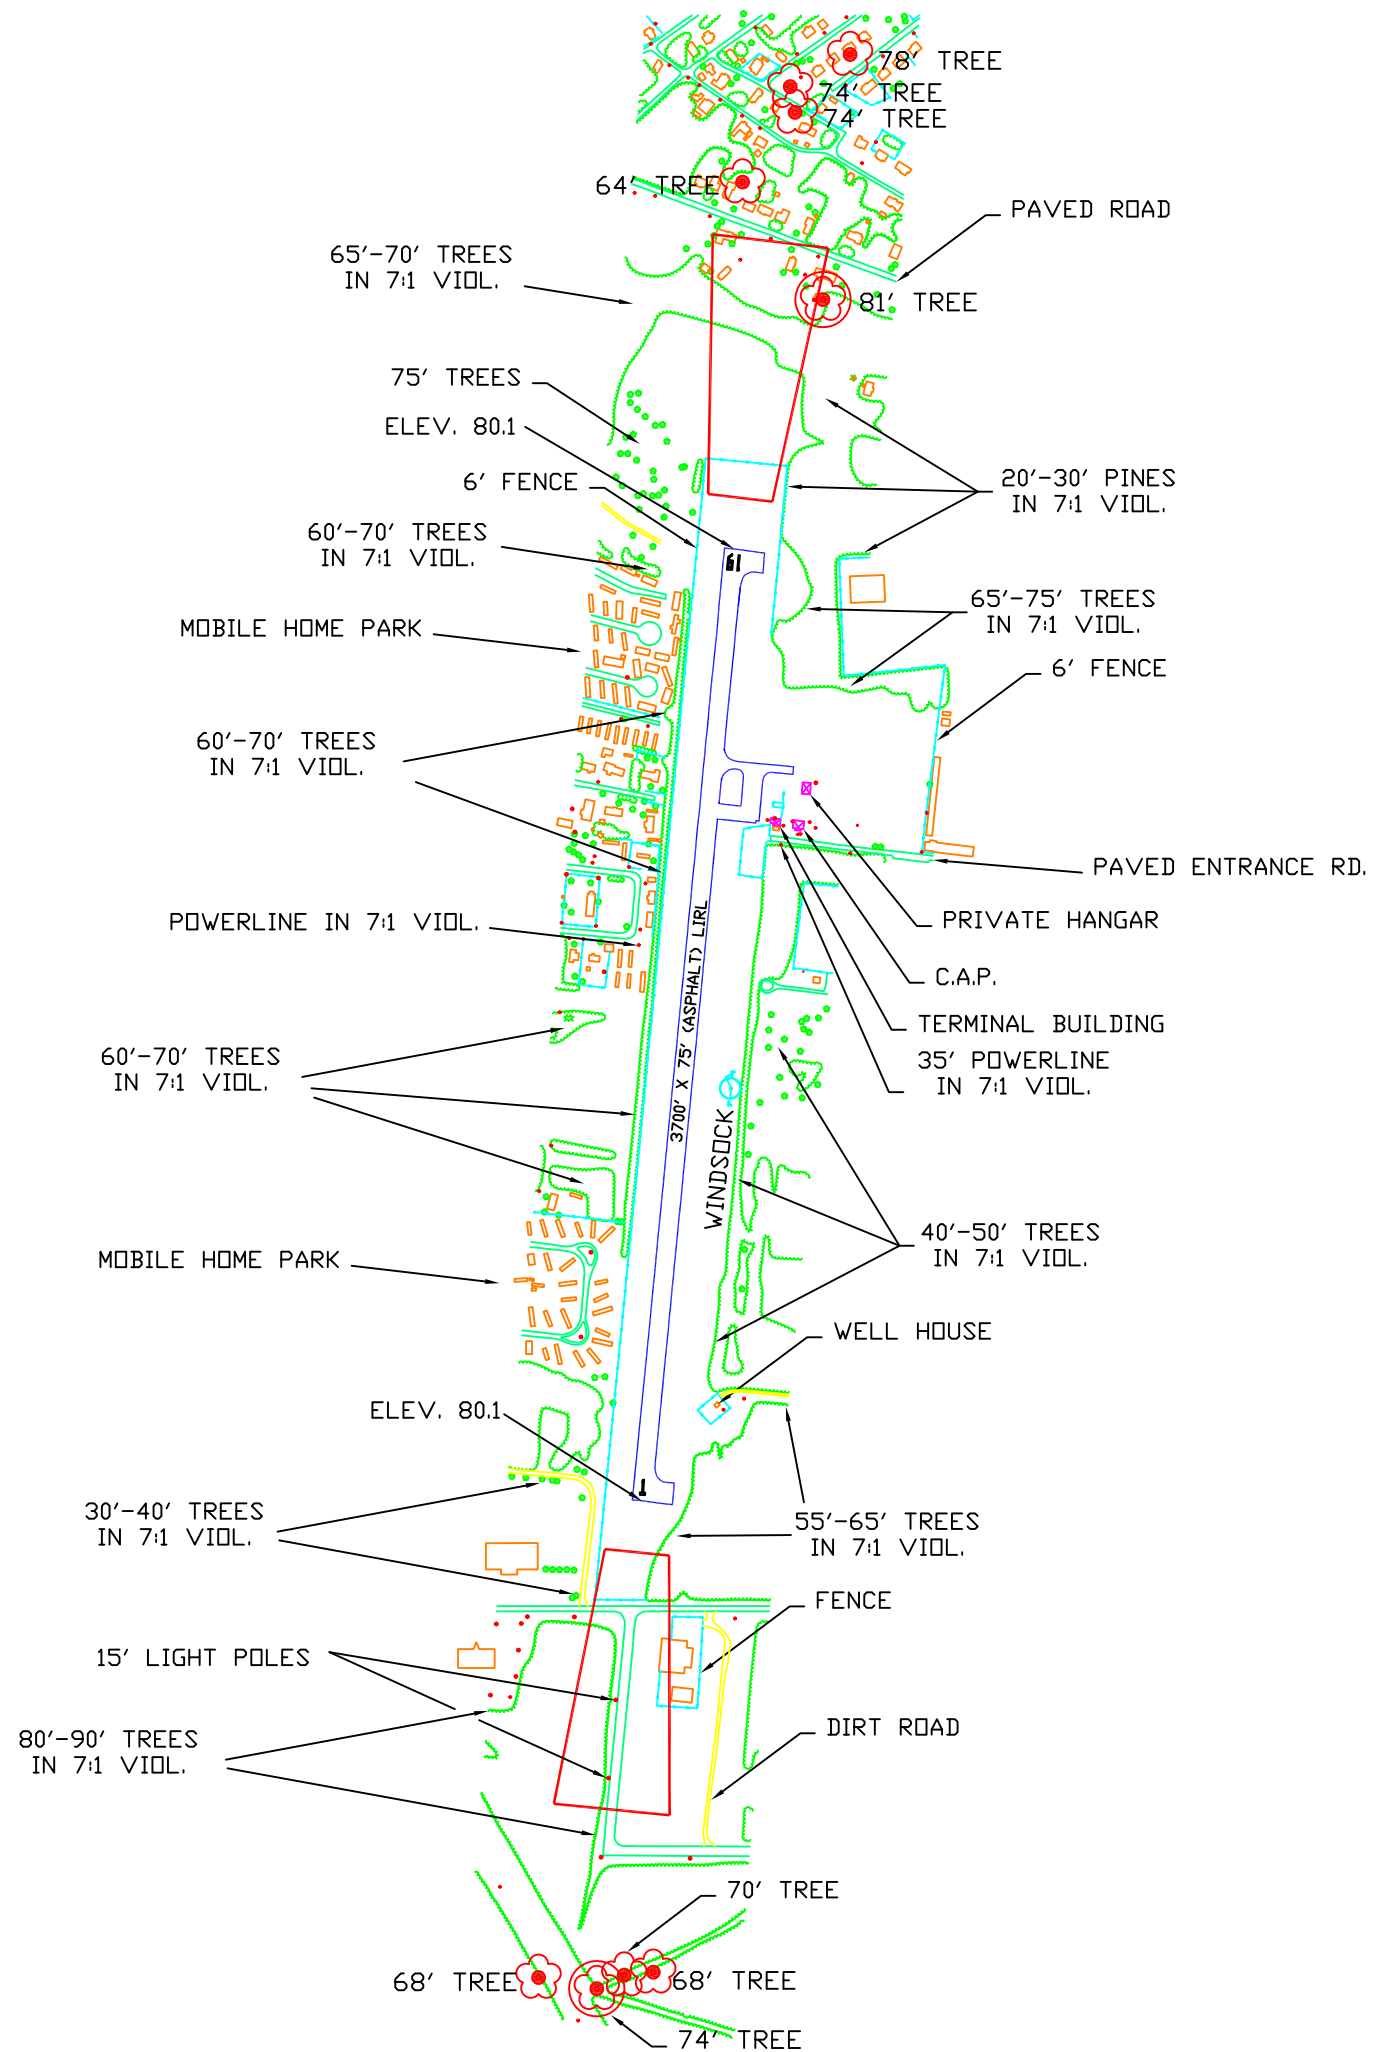 78' TREE
74' TREE
74' TREE
64' TREE
PAVED ROAD
65'-70' TREES
IN 7:1 VIOL.
81' TREE
75' TREES
ELEV. 80.1
6' FENCE
20'-30' PINES
IN 7:1 VIOL.
60'-70' TREES
IN 7:1 VIOL.
19
65'-75' TREES
IN 7:1 VIOL.
MOBILE HOME PARK
6' FENCE
60'-70' TREES
IN 7:1 VIOL.
PAVED ENTRANCE RD.
POWERLINE IN 7:1 VIOL.
PRIVATE HANGAR
C.A.P.
3700' X 75' (ASPHALT) LIRL
TERMINAL BUILDING
35' POWERLINE
IN 7:1 VIOL.
60'-70' TREES
IN 7:1 VIOL.
WINDSOCK
40'-50' TREES
IN 7:1 VIOL.
MOBILE HOME PARK
WELL HOUSE
ELEV. 80.1
1
30'-40' TREES
IN 7:1 VIOL.
55'-65' TREES
IN 7:1 VIOL.
FENCE
15' LIGHT POLES
80'-90' TREES
IN 7:1 VIOL.
DIRT ROAD
70' TREE
68' TREE
68' TREE
74' TREE